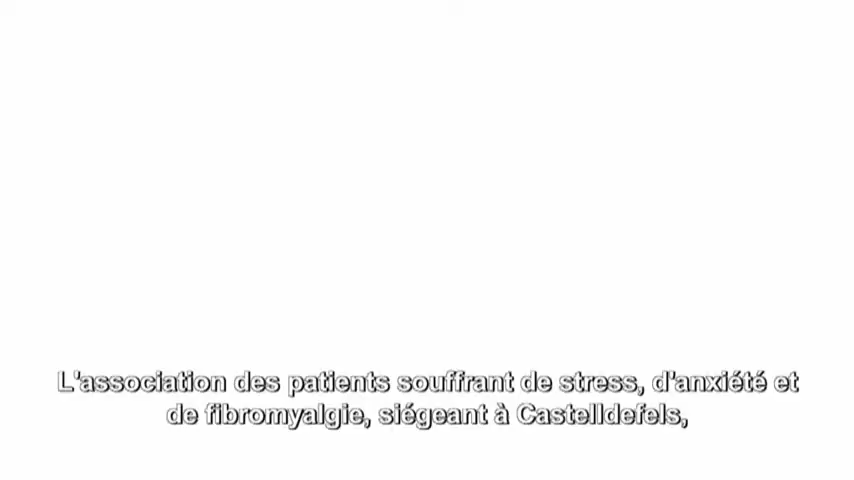 L'association des patients souffrant de stress, d'anxiété et
de fibromyalgie, siégeant à Castelldefels,